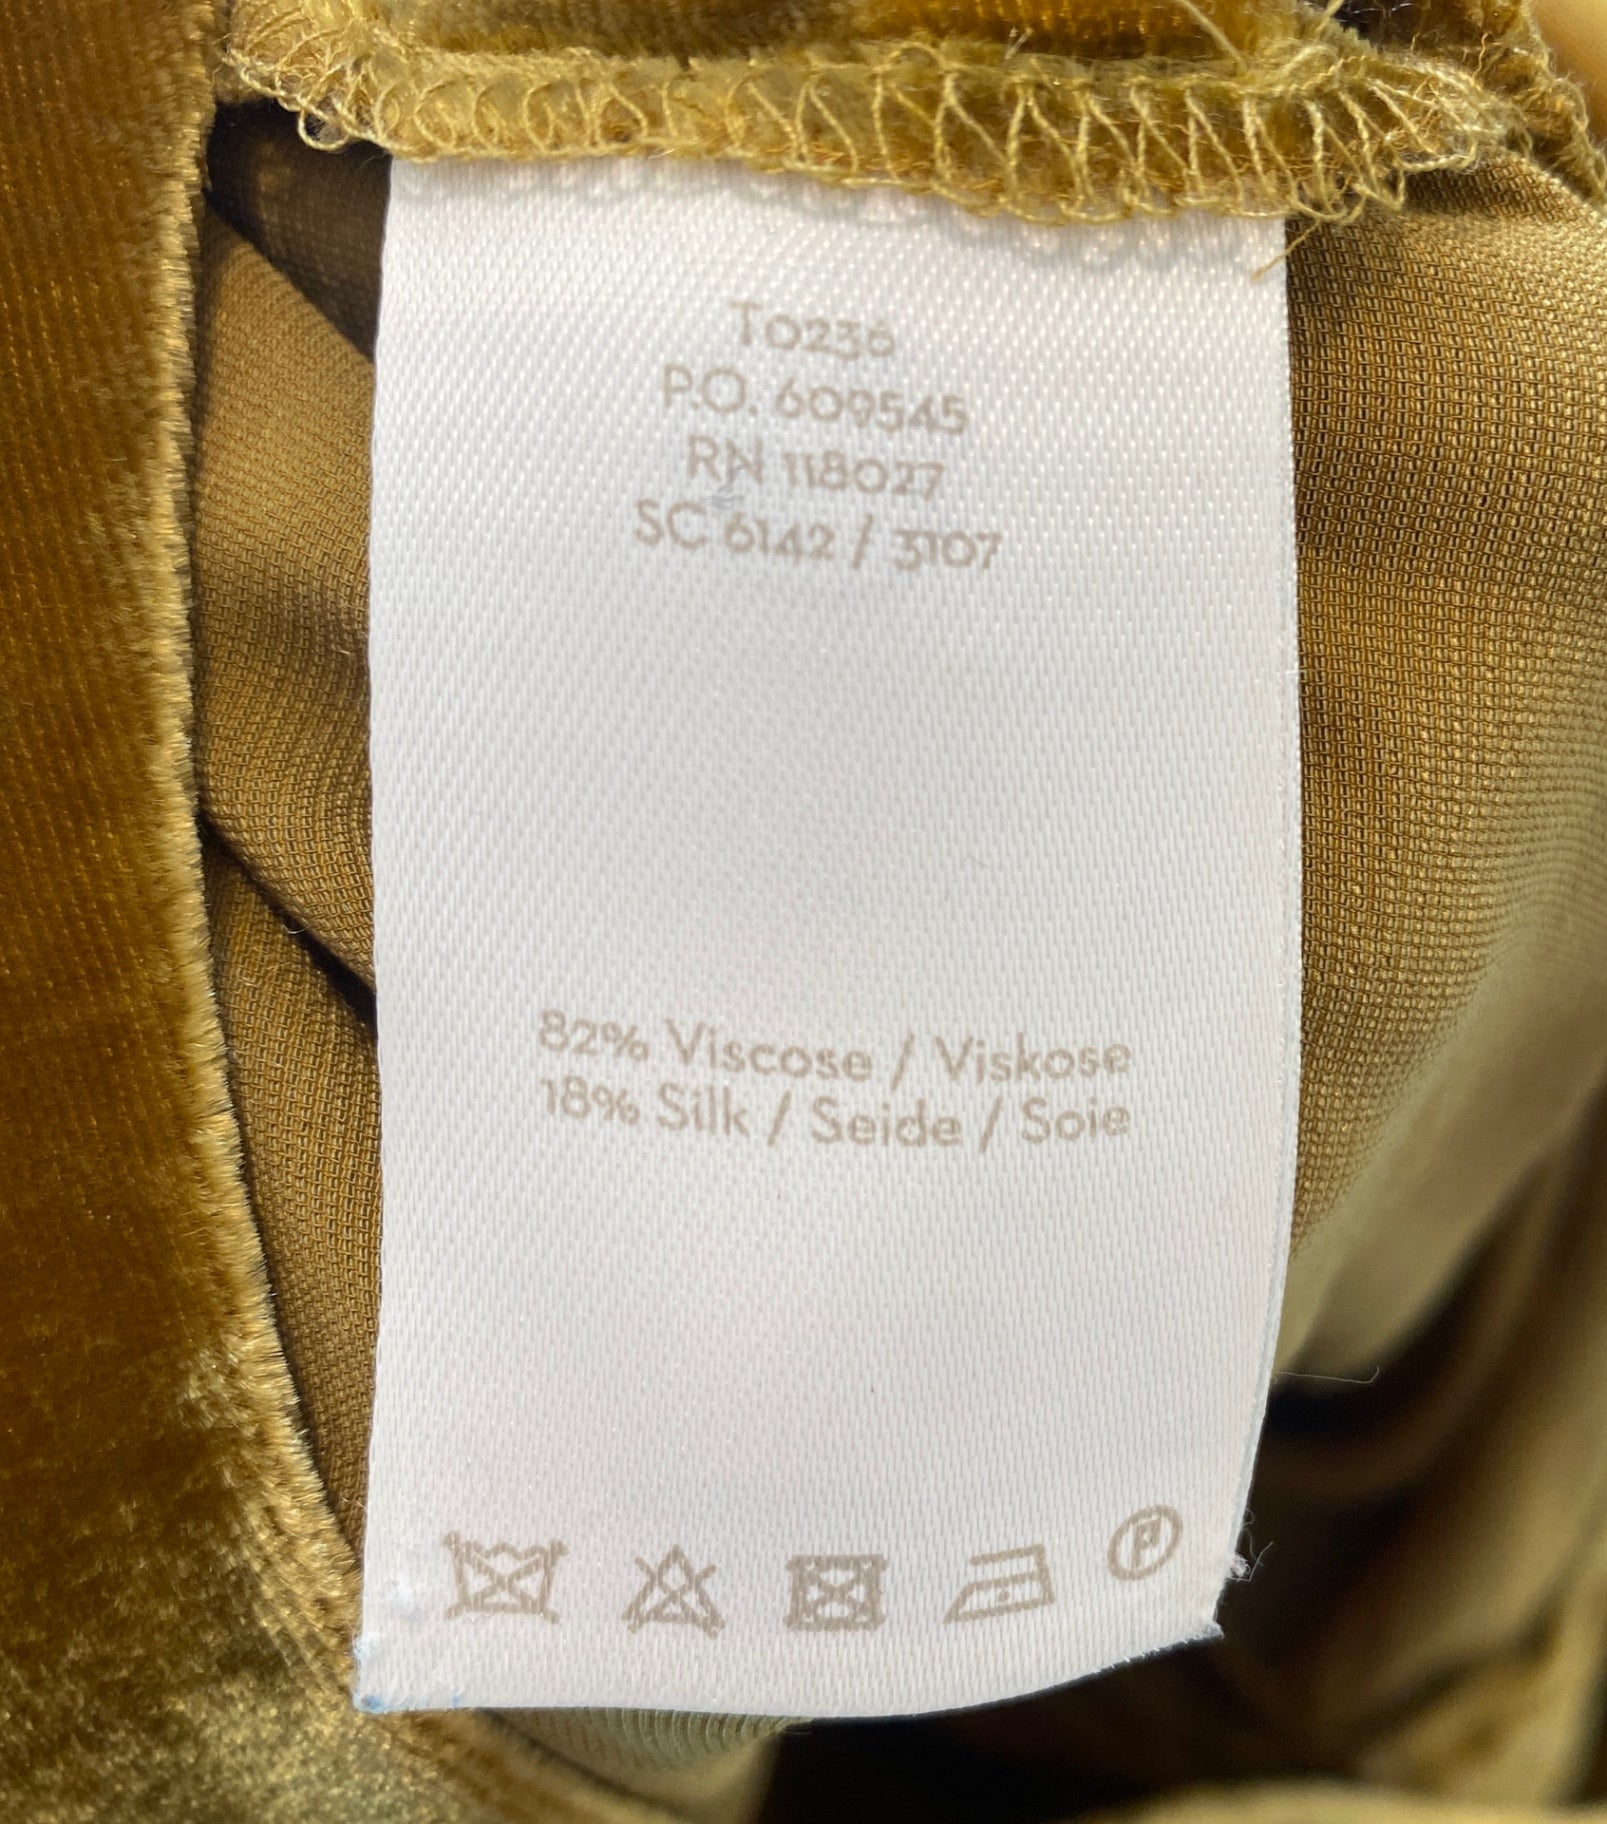 T0236
P.O. 609545
RN 118027
SC 6142 / 3107
82% Viscose / Viskose
18% Silk / Seide / Soie
P